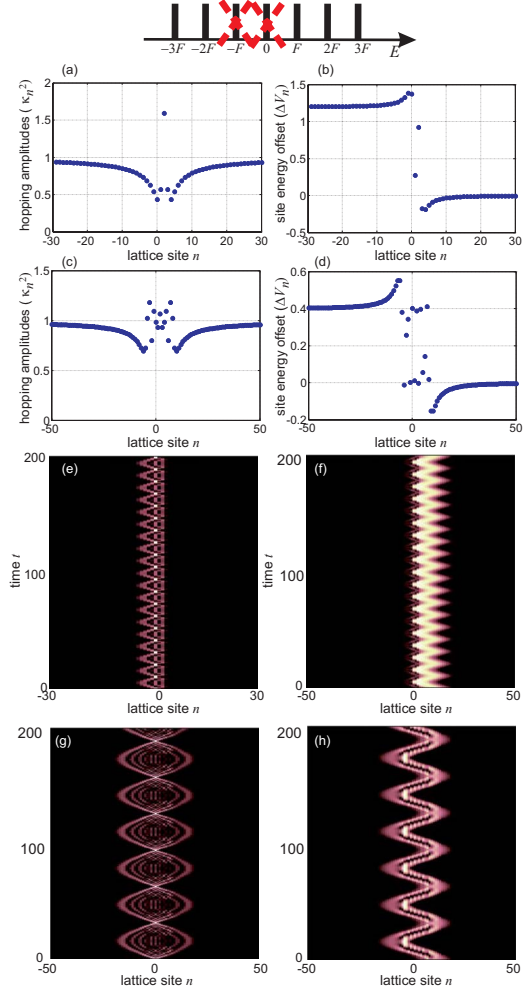 −3F −2F −F 0 F 2F 3F E
(a) (b)
hopping amplitudes ( κn²)
2
1.5
1
0.5
0
-30 -20 -10 0 10 20 30
lattice site n
site energy offset (ΔVn)
1.5
1
0.5
0
-0.5
-30 -20 -10 0 10 20 30
lattice site n
(c) (d)
hopping amplitudes ( κn²)
1.5
1
0.5
0
-50 0 50
lattice site n
site energy offset (ΔVn)
0.6
0.4
0.2
0
-0.2
-50 0 50
lattice site n
(e)
time t
200
100
0
-30 0 30
lattice site n
(f)
time t
200
100
0
-50 0 50
lattice site n
(g)
200
100
0
-50 0 50
lattice site n
(h)
200
100
0
-50 0 50
lattice site n